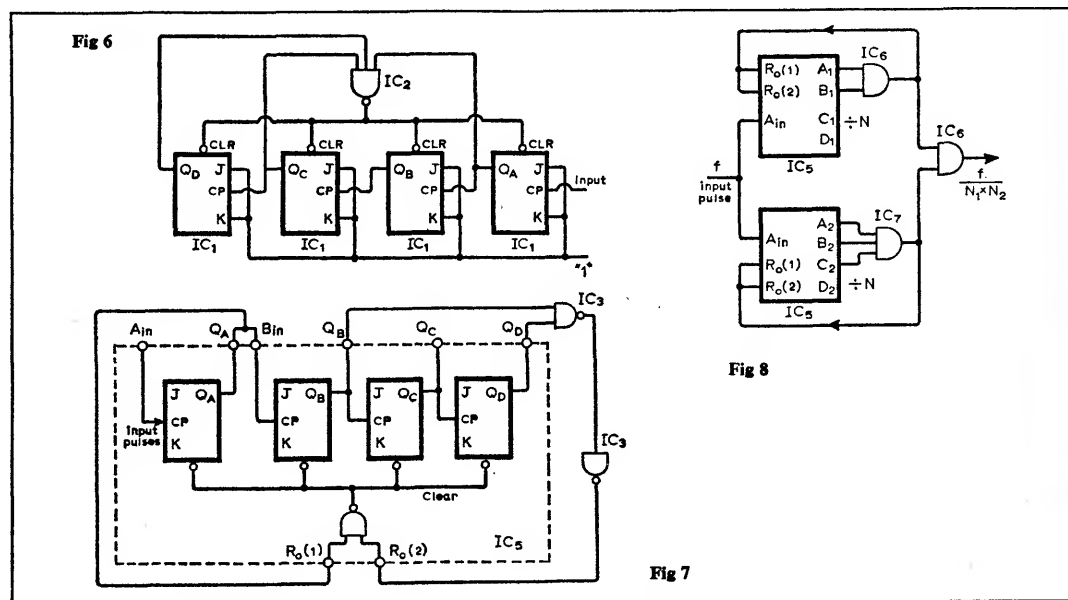 Fig 6
IC2
CLR CLR CLR CLR
QD J QC J QB J QA J
CP CP CP CP
input
K K K K
IC1 IC1 IC1 IC1
"1"
IC3
Ain QA Bin QB QC QD
J QA J QB J QC J QD
CP CP CP CP
input
pulses
K K K K
IC3
Clear
IC5
Ro(1) Ro(2)
Fig 7
IC6
Ro(1) A1
Ro(2) B1
Ain C1 ÷N
D1
IC5
IC6
f
input
pulse
f.
N1×N2
IC7
Ain A2
Ro(1) B2
Ro(2) C2
D2 ÷N
IC5
Fig 8